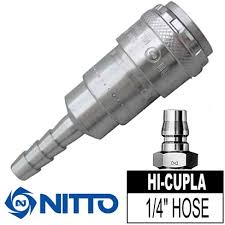 NITTO
HI-CUPLA
1/4" HOSE